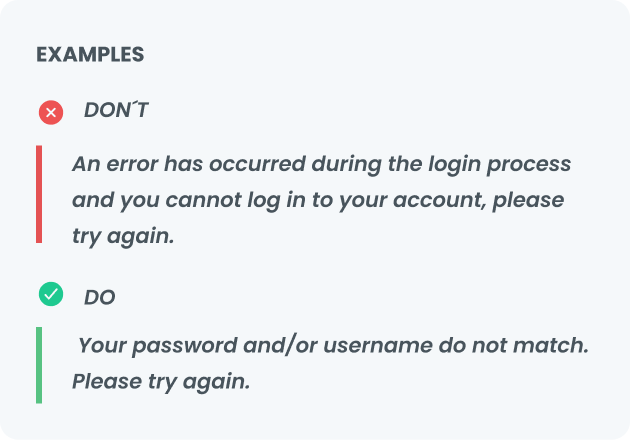 EXAMPLES
DON´T
An error has occurred during the login process
and you cannot log in to your account, please
try again.
DO
Your password and/or username do not match.
Please try again.